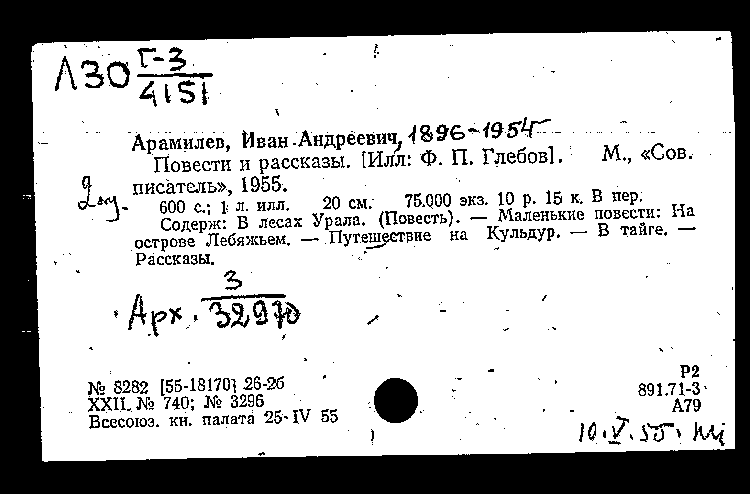 Л30 Г-3
4151
Арамилев, Иван Андреевич, 1896-1954
Повести и рассказы. [Илл: Ф. П. Глебов]. М., «Сов.
писатель», 1955.
600 с.; 1 л. илл. 20 см. 75.000 экз. 10 р. 15 к. В пер.
Содерж: В лесах Урала. (Повесть). — Маленькие повести: На
острове Лебяжьем. — Путешествие на Кульдур. — В тайге. —
Рассказы.
Арх. 3
32970
№ 8282 [55-18170] 26-26
XXII. № 740; № 3296
Всесоюз. кн. палата 25-IV 55
Р2
891.71-3
А79
10.V.55.